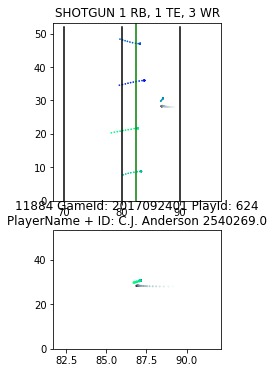 SHOTGUN 1 RB, 1 TE, 3 WR
50
40
30
20
10
0
70 80 90
11884 GameId: 2017092401 PlayId: 624
PlayerName + ID: C.J. Anderson 2540269.0
40
20
0
82.5 85.0 87.5 90.0